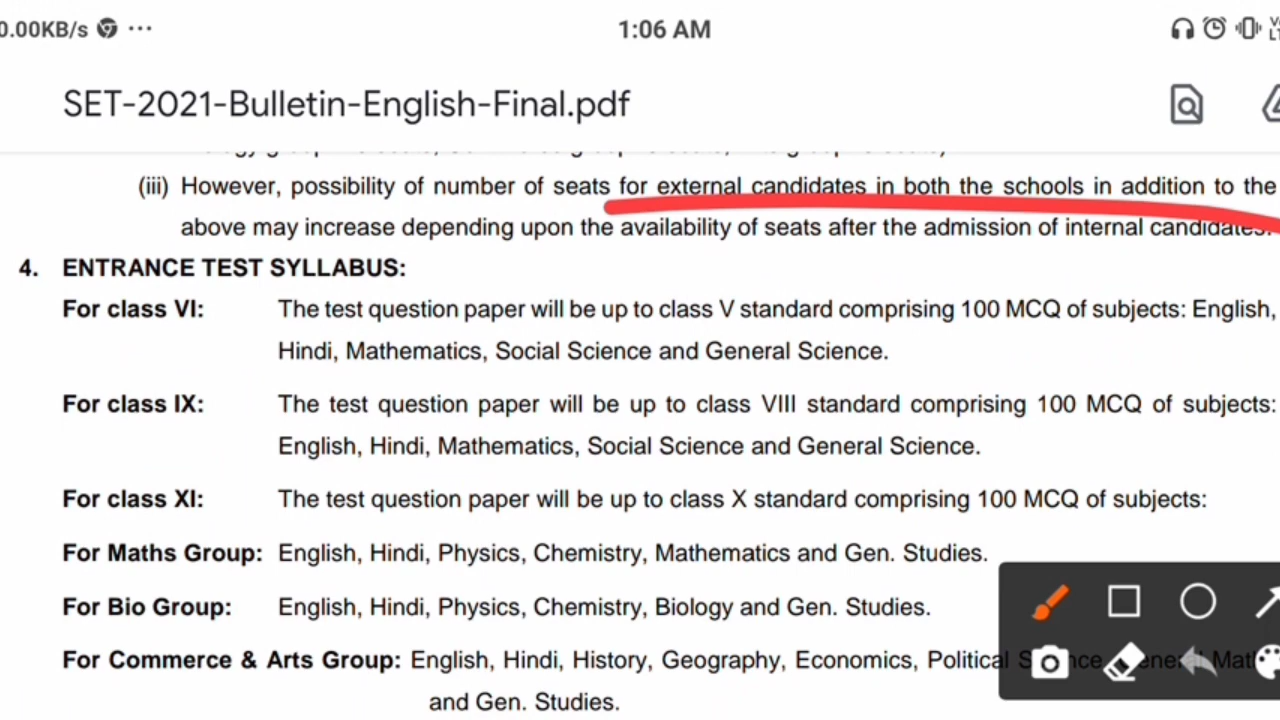 0.00KB/s ...
1:06 AM
SET-2021-Bulletin-English-Final.pdf
(iii) However, possibility of number of seats for external candidates in both the schools in addition to the
above may increase depending upon the availability of seats after the admission of internal candidates.
4. ENTRANCE TEST SYLLABUS:
For class VI: The test question paper will be up to class V standard comprising 100 MCQ of subjects: English,
Hindi, Mathematics, Social Science and General Science.
For class IX: The test question paper will be up to class VIII standard comprising 100 MCQ of subjects:
English, Hindi, Mathematics, Social Science and General Science.
For class XI: The test question paper will be up to class X standard comprising 100 MCQ of subjects:
For Maths Group: English, Hindi, Physics, Chemistry, Mathematics and Gen. Studies.
For Bio Group: English, Hindi, Physics, Chemistry, Biology and Gen. Studies.
For Commerce & Arts Group: English, Hindi, History, Geography, Economics, Political
and Gen. Studies.